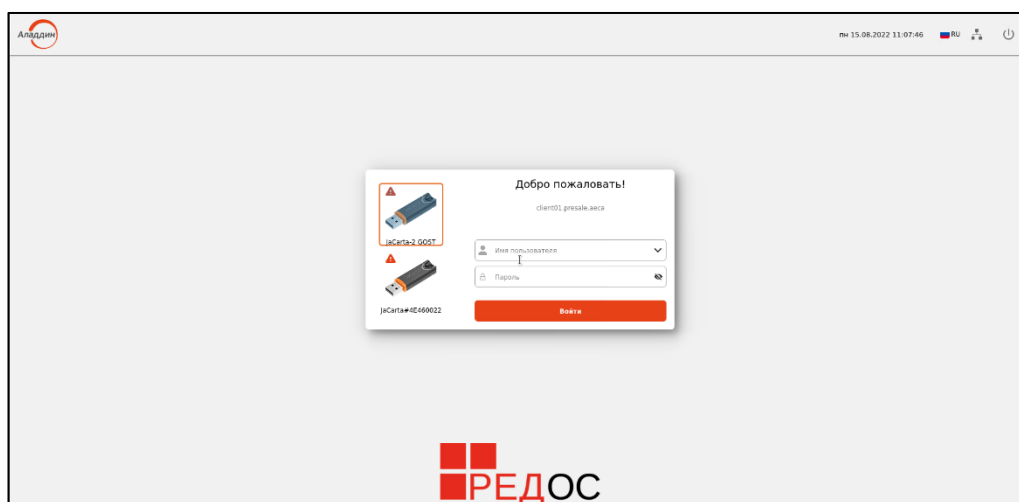 Аладдин
пн 15.08.2022 11:07:46 RU
Добро пожаловать!
client01.presale.aeca
JaCarta-2 GOST
Имя пользователя
Пароль
JaCarta#4E460022
Войти
РЕДОС